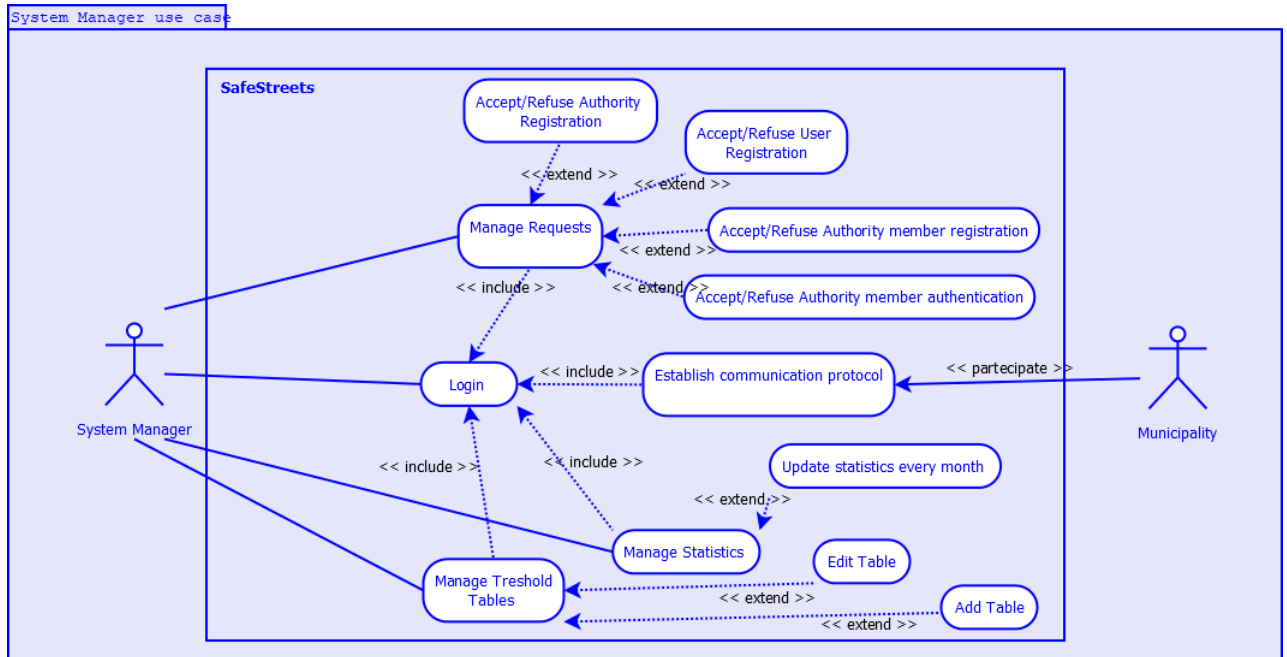 System Manager use case
SafeStreets
Accept/Refuse Authority
Registration
Accept/Refuse User
Registration
<< extend >>
<< extend >>
Manage Requests
Accept/Refuse Authority member registration
<< extend >>
<< include >>
<< extend >>
Accept/Refuse Authority member authentication
Login
<< include >>
Establish communication protocol
<< partecipate >>
System Manager
Municipality
<< include >>
<< include >>
Update statistics every month
<< extend >>
Manage Statistics
Edit Table
Manage Treshold
Tables
<< extend >>
Add Table
<< extend >>